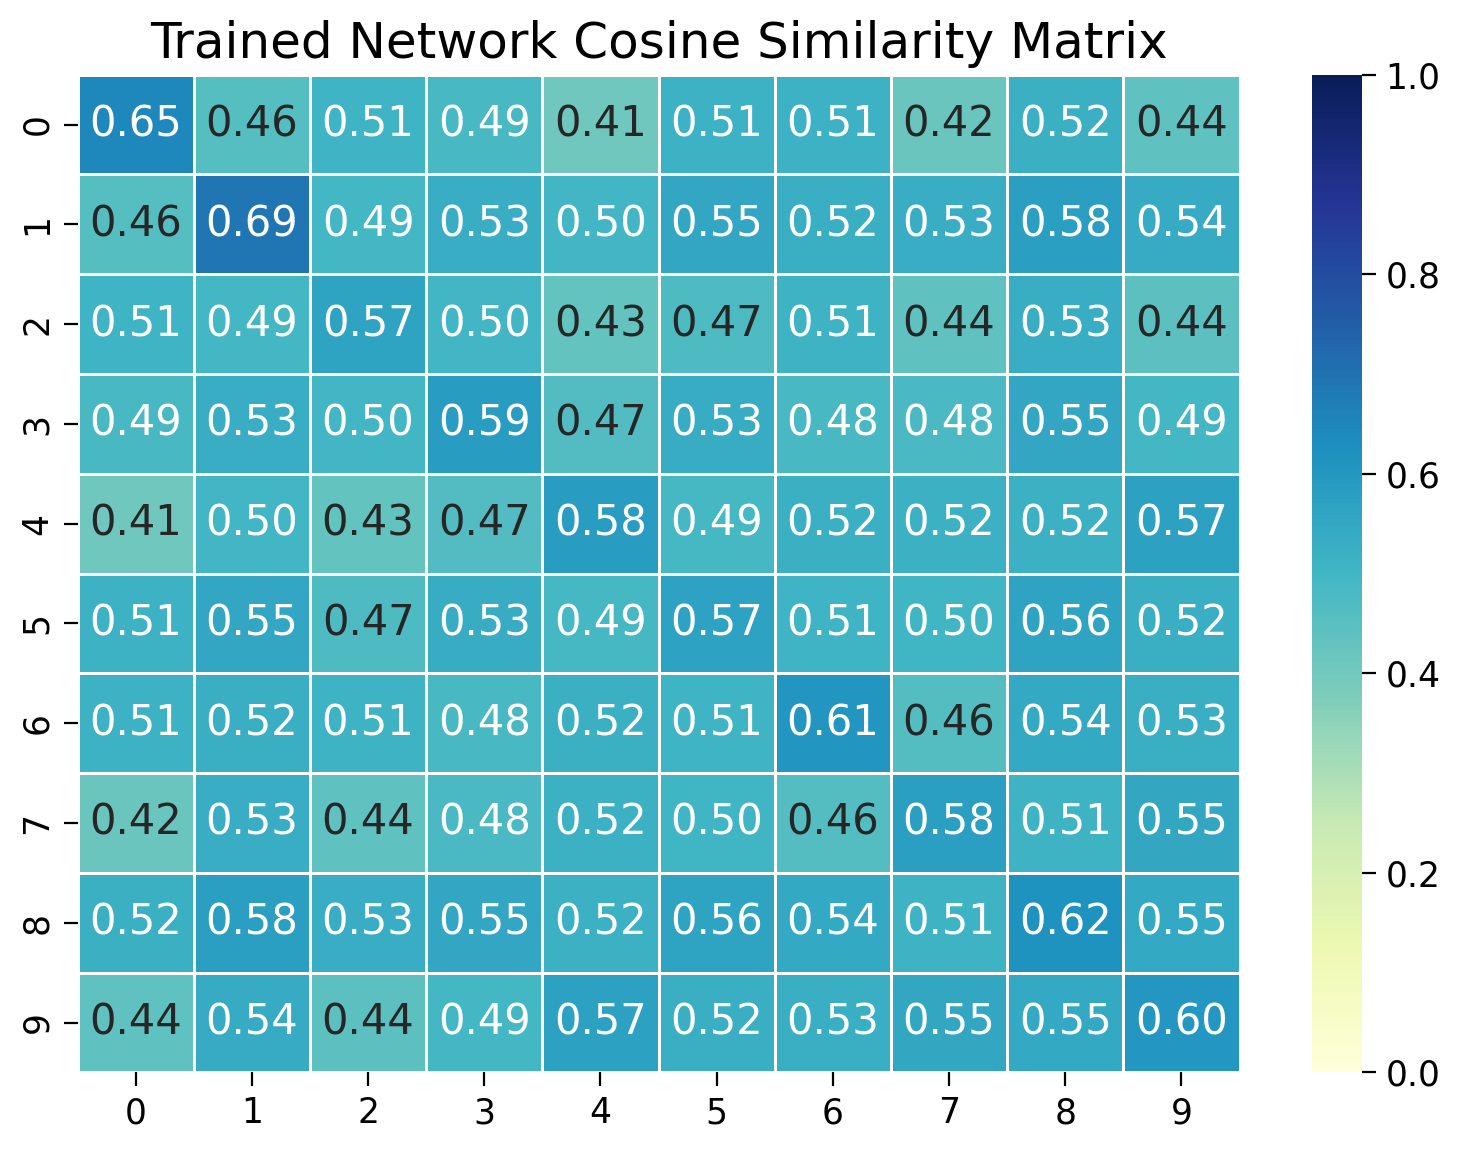 Trained Network Cosine Similarity Matrix
0 0.65 0.46 0.51 0.49 0.41 0.51 0.51 0.42 0.52 0.44
1 0.46 0.69 0.49 0.53 0.50 0.55 0.52 0.53 0.58 0.54
2 0.51 0.49 0.57 0.50 0.43 0.47 0.51 0.44 0.53 0.44
3 0.49 0.53 0.50 0.59 0.47 0.53 0.48 0.48 0.55 0.49
4 0.41 0.50 0.43 0.47 0.58 0.49 0.52 0.52 0.52 0.57
5 0.51 0.55 0.47 0.53 0.49 0.57 0.51 0.50 0.56 0.52
6 0.51 0.52 0.51 0.48 0.52 0.51 0.61 0.46 0.54 0.53
7 0.42 0.53 0.44 0.48 0.52 0.50 0.46 0.58 0.51 0.55
8 0.52 0.58 0.53 0.55 0.52 0.56 0.54 0.51 0.62 0.55
9 0.44 0.54 0.44 0.49 0.57 0.52 0.53 0.55 0.55 0.60
0 1 2 3 4 5 6 7 8 9
1.0
0.8
0.6
0.4
0.2
0.0